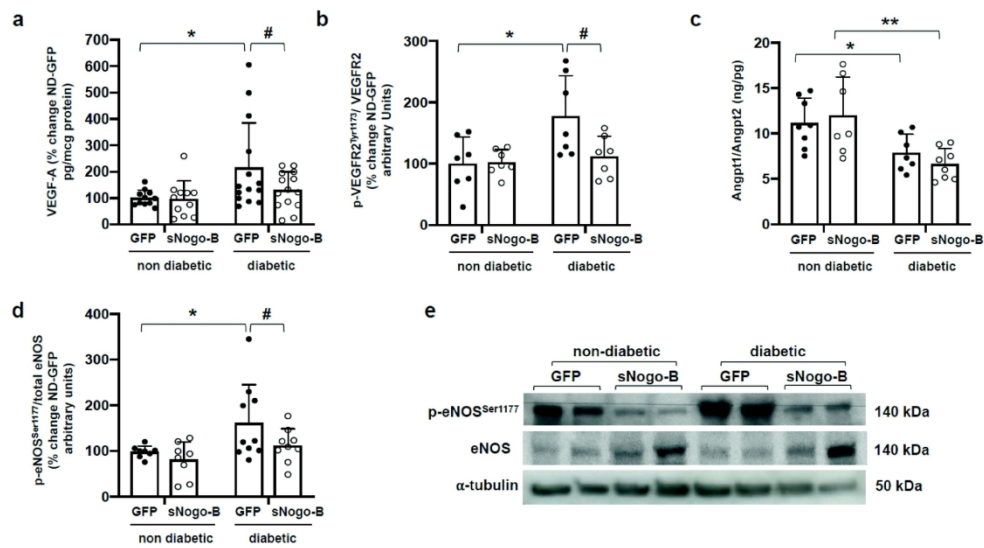 a
VEGF-A (% change ND-GFP
pg/mcg protein)
700
600
500
400
300
200
100
0
*
#
GFP sNogo-B GFP sNogo-B
non diabetic diabetic
b
p-VEGFR2Tyr1173/ VEGFR2
(% change ND-GFP
arbitrary Units)
300
200
100
0
*
#
GFP sNogo-B GFP sNogo-B
non diabetic diabetic
c
Angpt1/Angpt2 (ng/pg)
20
15
10
5
0
**
*
GFP sNogo-B GFP sNogo-B
non diabetic diabetic
d
p-eNOSSer1177/total eNOS
(% change ND-GFP
arbitrary units)
400
300
200
100
0
*
#
GFP sNogo-B GFP sNogo-B
non diabetic diabetic
e
non-diabetic diabetic
GFP sNogo-B GFP sNogo-B
p-eNOSSer1177 140 kDa
eNOS 140 kDa
α-tubulin 50 kDa